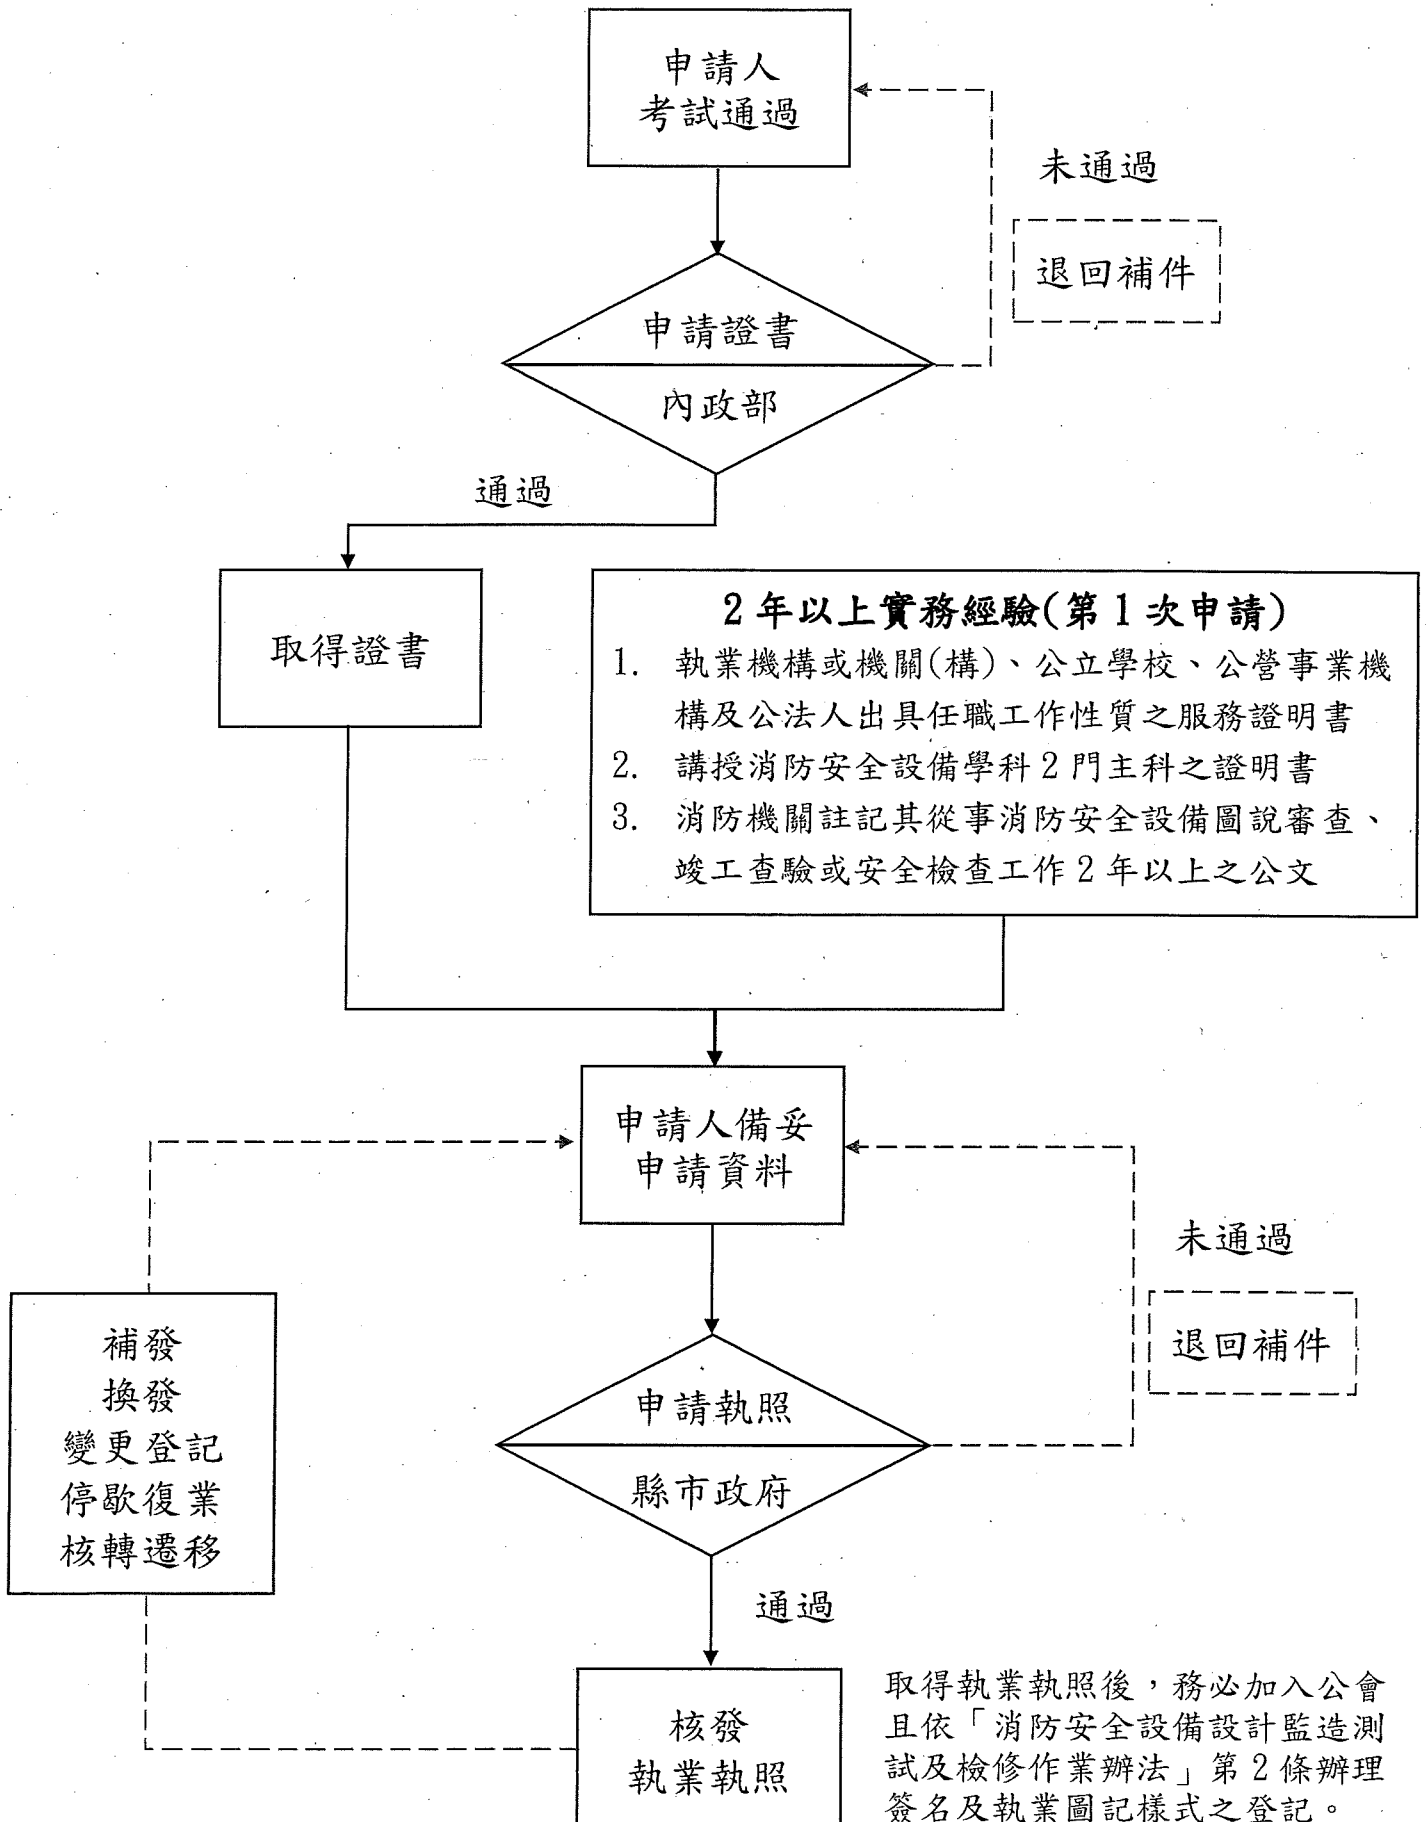 申請人
考試通過
未通過
退回補件
申請證書
內政部
通過
取得證書
2年以上實務經驗(第1次申請)
1. 執業機構或機關(構)、公立學校、公營事業機
構及公法人出具任職工作性質之服務證明書
2. 講授消防安全設備學科2門主科之證明書
3. 消防機關註記其從事消防安全設備圖說審查、
竣工查驗或安全檢查工作2年以上之公文
申請人備妥
申請資料
未通過
退回補件
補發
換發
變更登記
停歇復業
核轉遷移
申請執照
縣市政府
通過
核發
執業執照
取得執業執照後，務必加入公會
且依「消防安全設備設計監造測
試及檢修作業辦法」第2條辦理
簽名及執業圖記樣式之登記。